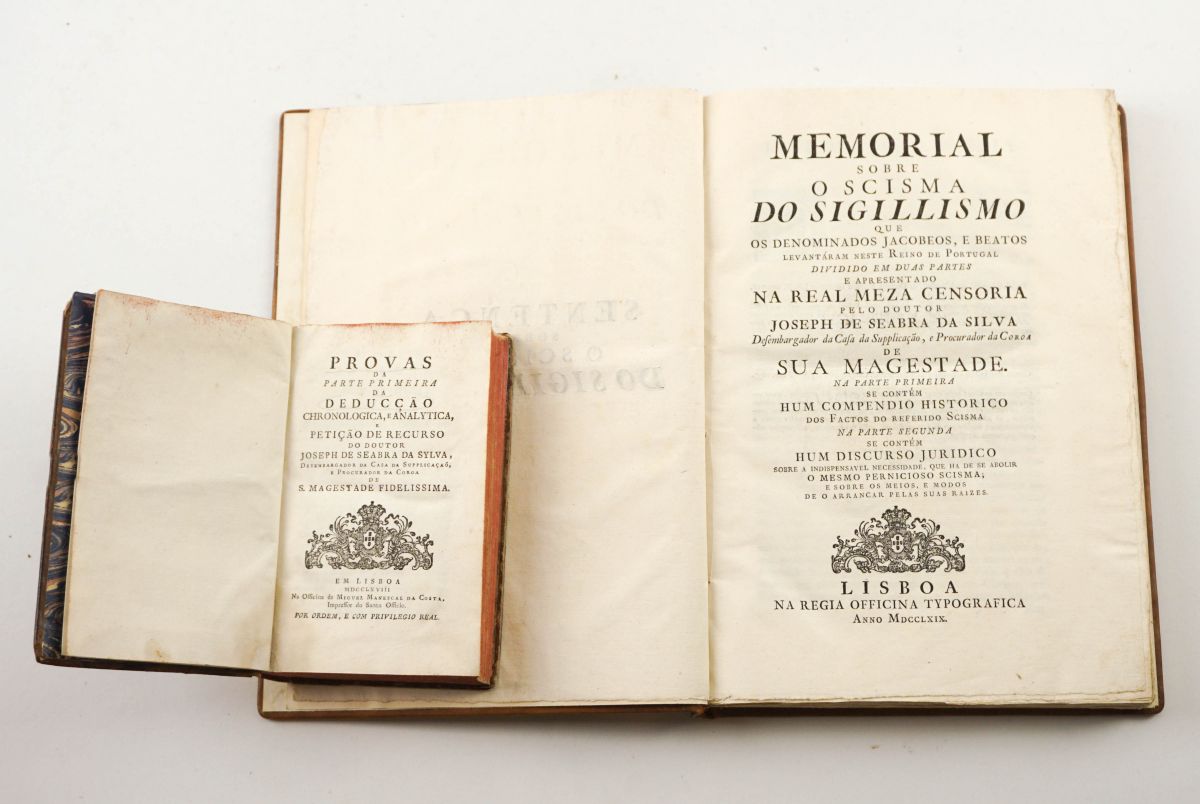 PROVAS
DA
PARTE PRIMEIRA
DA
DEDUCÇÃO
CHRONOLOGICA, E ANALYTICA,
E
PETIÇÃO DE RECURSO
DO DOUTOR
JOSEPH DE SEABRA DA SYLVA,
DEZEMBARGADOR DA CASA DA SUPPLICAÇAÕ,
E PROCURADOR DA COROA
DE
S. MAGESTADE FIDELISSIMA.
EM LISBOA
MDCCLXVIII
Na Officina de MIGUEL MANESCAL DA COSTA,
Impressor do Santo Officio.
POR ORDEM, E COM PRIVILEGIO REAL.
SENTENÇA
O SC
DO SIGI
MEMORIAL
SOBRE
O SCISMA
DO SIGILLISMO
QUE
OS DENOMINADOS JACOBEOS, E BEATOS
LEVANTÁRAM NESTE REINO DE PORTUGAL
DIVIDIDO EM DUAS PARTES
E APRESENTADO
NA REAL MEZA CENSORIA
PELO DOUTOR
JOSEPH DE SEABRA DA SILVA
Desembargador da Casa da Supplicação, e Procurador da COROA
DE
SUA MAGESTADE.
NA PARTE PRIMEIRA
SE CONTÉM
HUM COMPENDIO HISTORICO
DOS FACTOS DO REFERIDO SCISMA
NA PARTE SEGUNDA
SE CONTÉM
HUM DISCURSO JURIDICO
SOBRE A INDISPENSAVEL NECESSIDADE, QUE HA DE SE ABOLIR
O MESMO PERNICIOSO SCISMA;
E SOBRE OS MEIOS, E MODOS
DE O ARRANCAR PELAS SUAS RAIZES.
LISBOA
NA REGIA OFFICINA TYPOGRAFICA
ANNO MDCCLXIX.